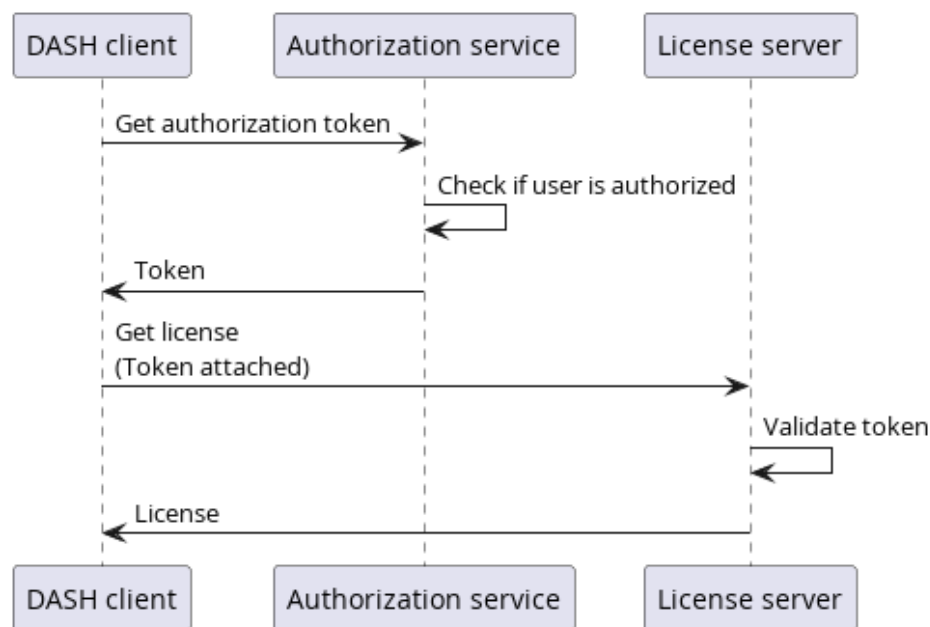 DASH client
Authorization service
License server
Get authorization token
Check if user is authorized
Token
Get license
(Token attached)
Validate token
License
DASH client
Authorization service
License server